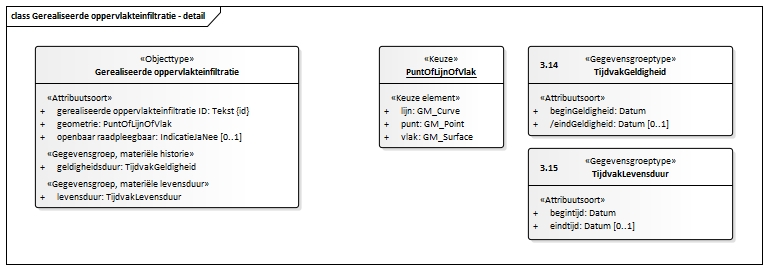 class Gerealiseerde oppervlakteinfiltratie - detail
«Objecttype»
Gerealiseerde oppervlakteinfiltratie
«Attribuutsoort»
+ gerealiseerde oppervlakteinfiltratie ID: Tekst {id}
+ geometrie: PuntOfLijnOfVlak
+ openbaar raadpleegbaar: IndicatieJaNee [0..1]
«Gegevensgroep, materiële historie»
+ geldigheidsduur: TijdvakGeldigheid
«Gegevensgroep, materiële levensduur»
+ levensduur: TijdvakLevensduur
«Keuze»
PuntOfLijnOfVlak
«Keuze element»
+ lijn: GM_Curve
+ punt: GM_Point
+ vlak: GM_Surface
3.14 «Gegevensgroeptype»
TijdvakGeldigheid
«Attribuutsoort»
+ beginGeldigheid: Datum
+ /eindGeldigheid: Datum [0..1]
3.15 «Gegevensgroeptype»
TijdvakLevensduur
«Attribuutsoort»
+ begintijd: Datum
+ eindtijd: Datum [0..1]